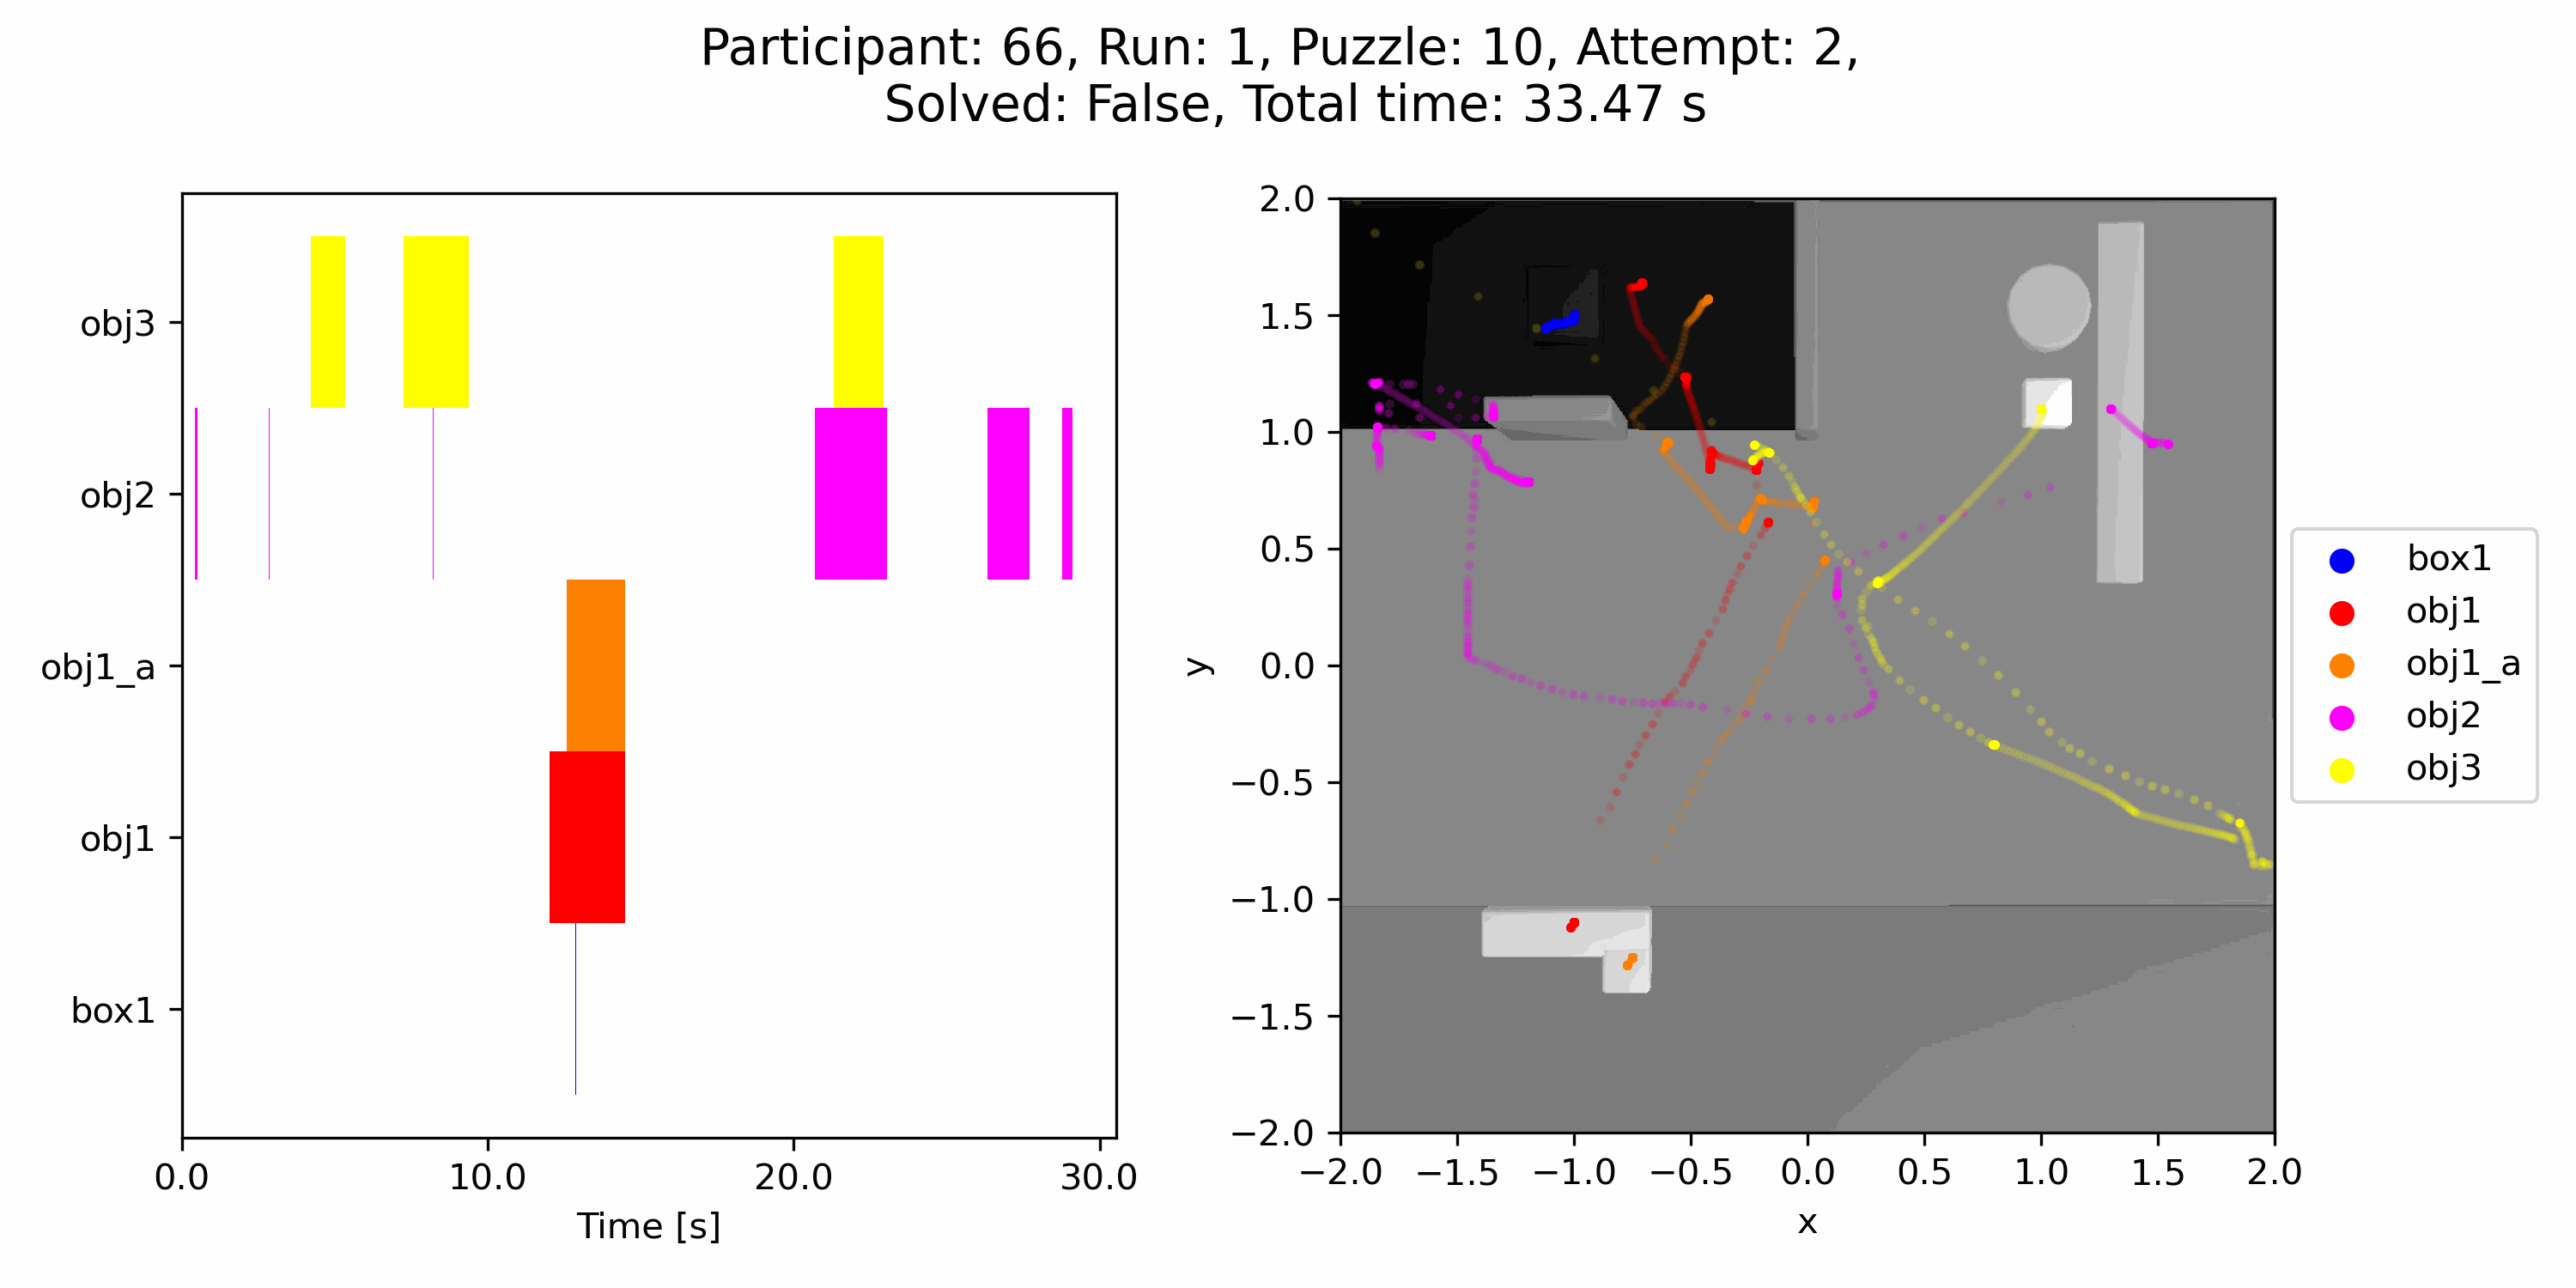 Participant: 66, Run: 1, Puzzle: 10, Attempt: 2,
Solved: False, Total time: 33.47 s
obj3
obj2
obj1_a
obj1
box1
0.0 10.0 20.0 30.0
Time [s]
2.0
1.5
1.0
0.5
0.0
−0.5
−1.0
−1.5
−2.0
y
−2.0 −1.5 −1.0 −0.5 0.0 0.5 1.0 1.5 2.0
x
box1
obj1
obj1_a
obj2
obj3